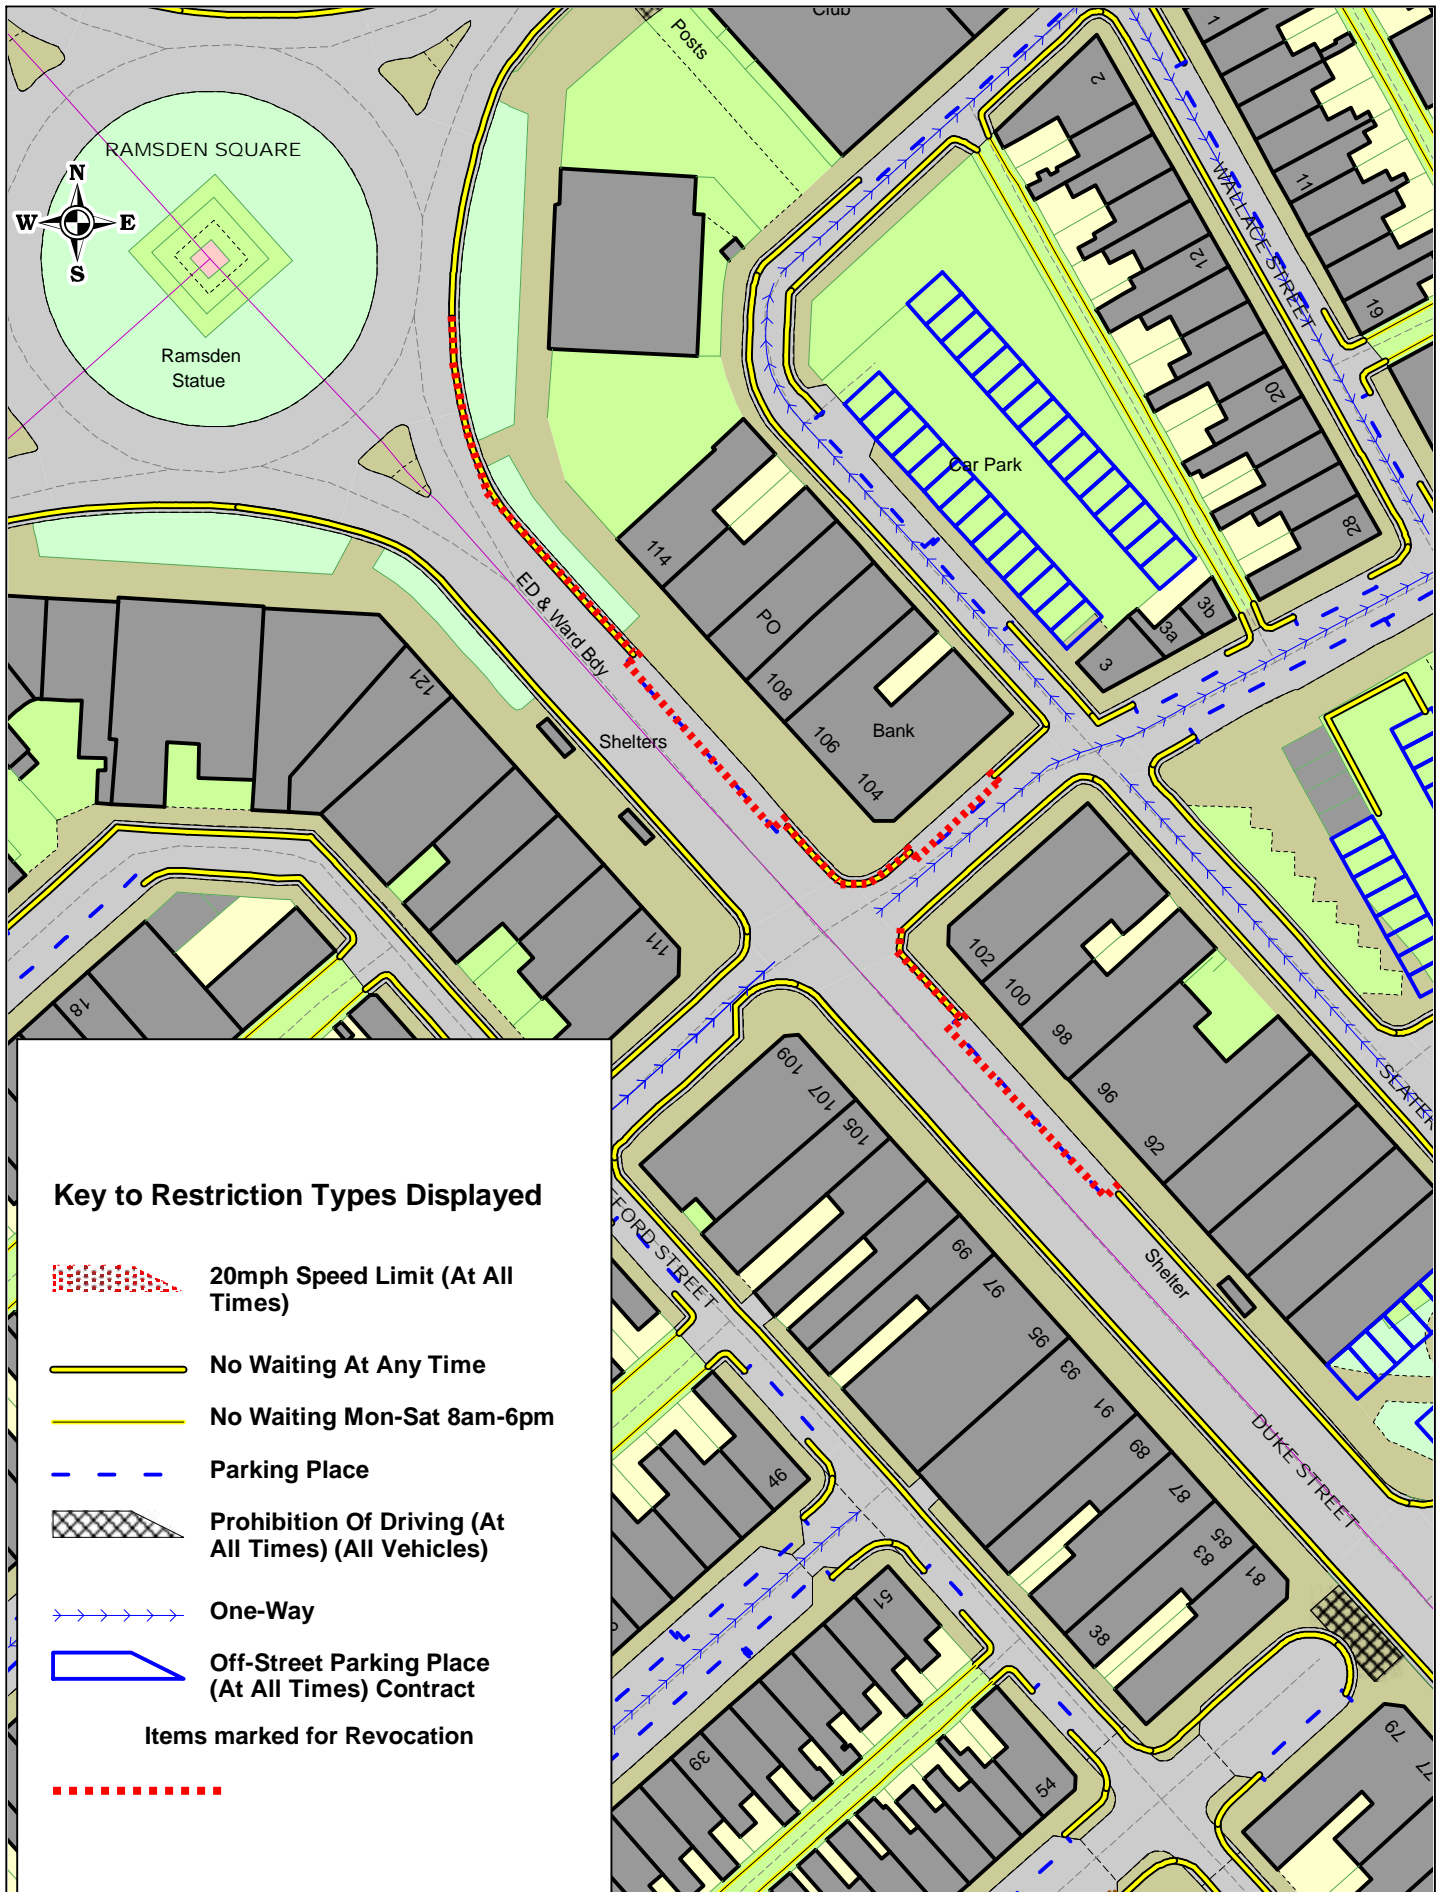 Club
Posts
1
2
RAMSDEN SQUARE
N
W
E
S
11
WALLACE STREET
12
19
Ramsden
Statue
20
Car Park
28
114
ED & Ward Bdy
PO
3b
3a
3
108
121
106
Bank
Shelters
104
111
102
100
98
18
96
92
SLATER
109
107
105
Key to Restriction Types Displayed
20mph Speed Limit (At All
Times)
No Waiting At Any Time
No Waiting Mon-Sat 8am-6pm
Parking Place
Prohibition Of Driving (At
All Times) (All Vehicles)
One-Way
Off-Street Parking Place
(At All Times) Contract
Items marked for Revocation
FORD STREET
99
97
95
93
91
89
87
85
83
81
Shelter
DUKE STREET
46
51
38
39
54
79
77